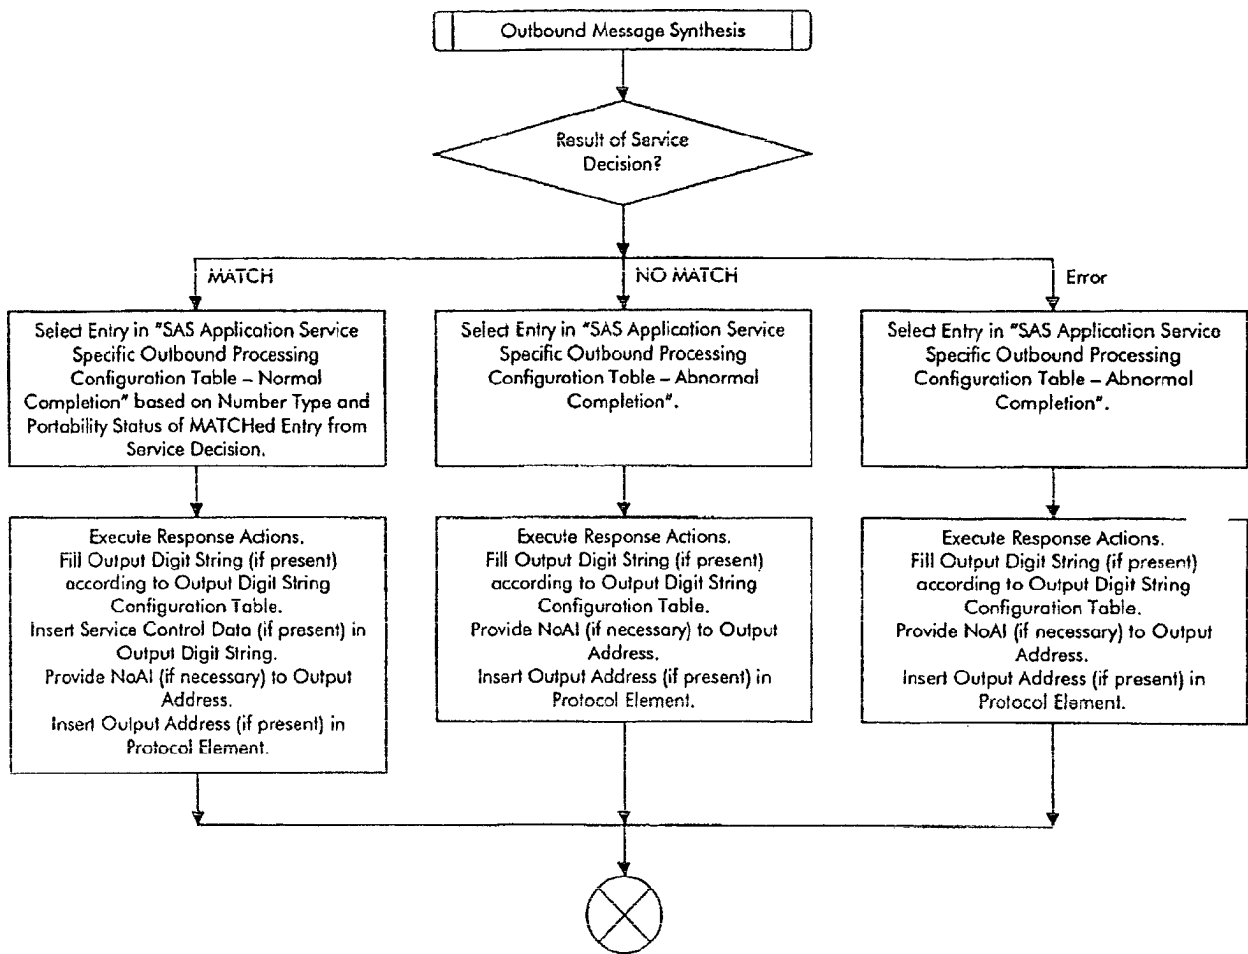 Outbound Message Synthesis
Result of Service
Decision?
MATCH
NO MATCH
Error
Select Entry in "SAS Application Service
Specific Outbound Processing
Configuration Table – Normal
Completion" based on Number Type and
Portability Status of MATCHed Entry from
Service Decision.
Select Entry in "SAS Application Service
Specific Outbound Processing
Configuration Table – Abnormal
Completion".
Select Entry in "SAS Application Service
Specific Outbound Processing
Configuration Table – Abnormal
Completion".
Execute Response Actions.
Fill Output Digit String (if present)
according to Output Digit String
Configuration Table.
Insert Service Control Data (if present) in
Output Digit String.
Provide NoAI (if necessary) to Output
Address.
Insert Output Address (if present) in
Protocol Element.
Execute Response Actions.
Fill Output Digit String (if present)
according to Output Digit String
Configuration Table.
Provide NoAI (if necessary) to Output
Address.
Insert Output Address (if present) in
Protocol Element.
Execute Response Actions.
Fill Output Digit String (if present)
according to Output Digit String
Configuration Table.
Provide NoAI (if necessary) to Output
Address.
Insert Output Address (if present) in
Protocol Element.